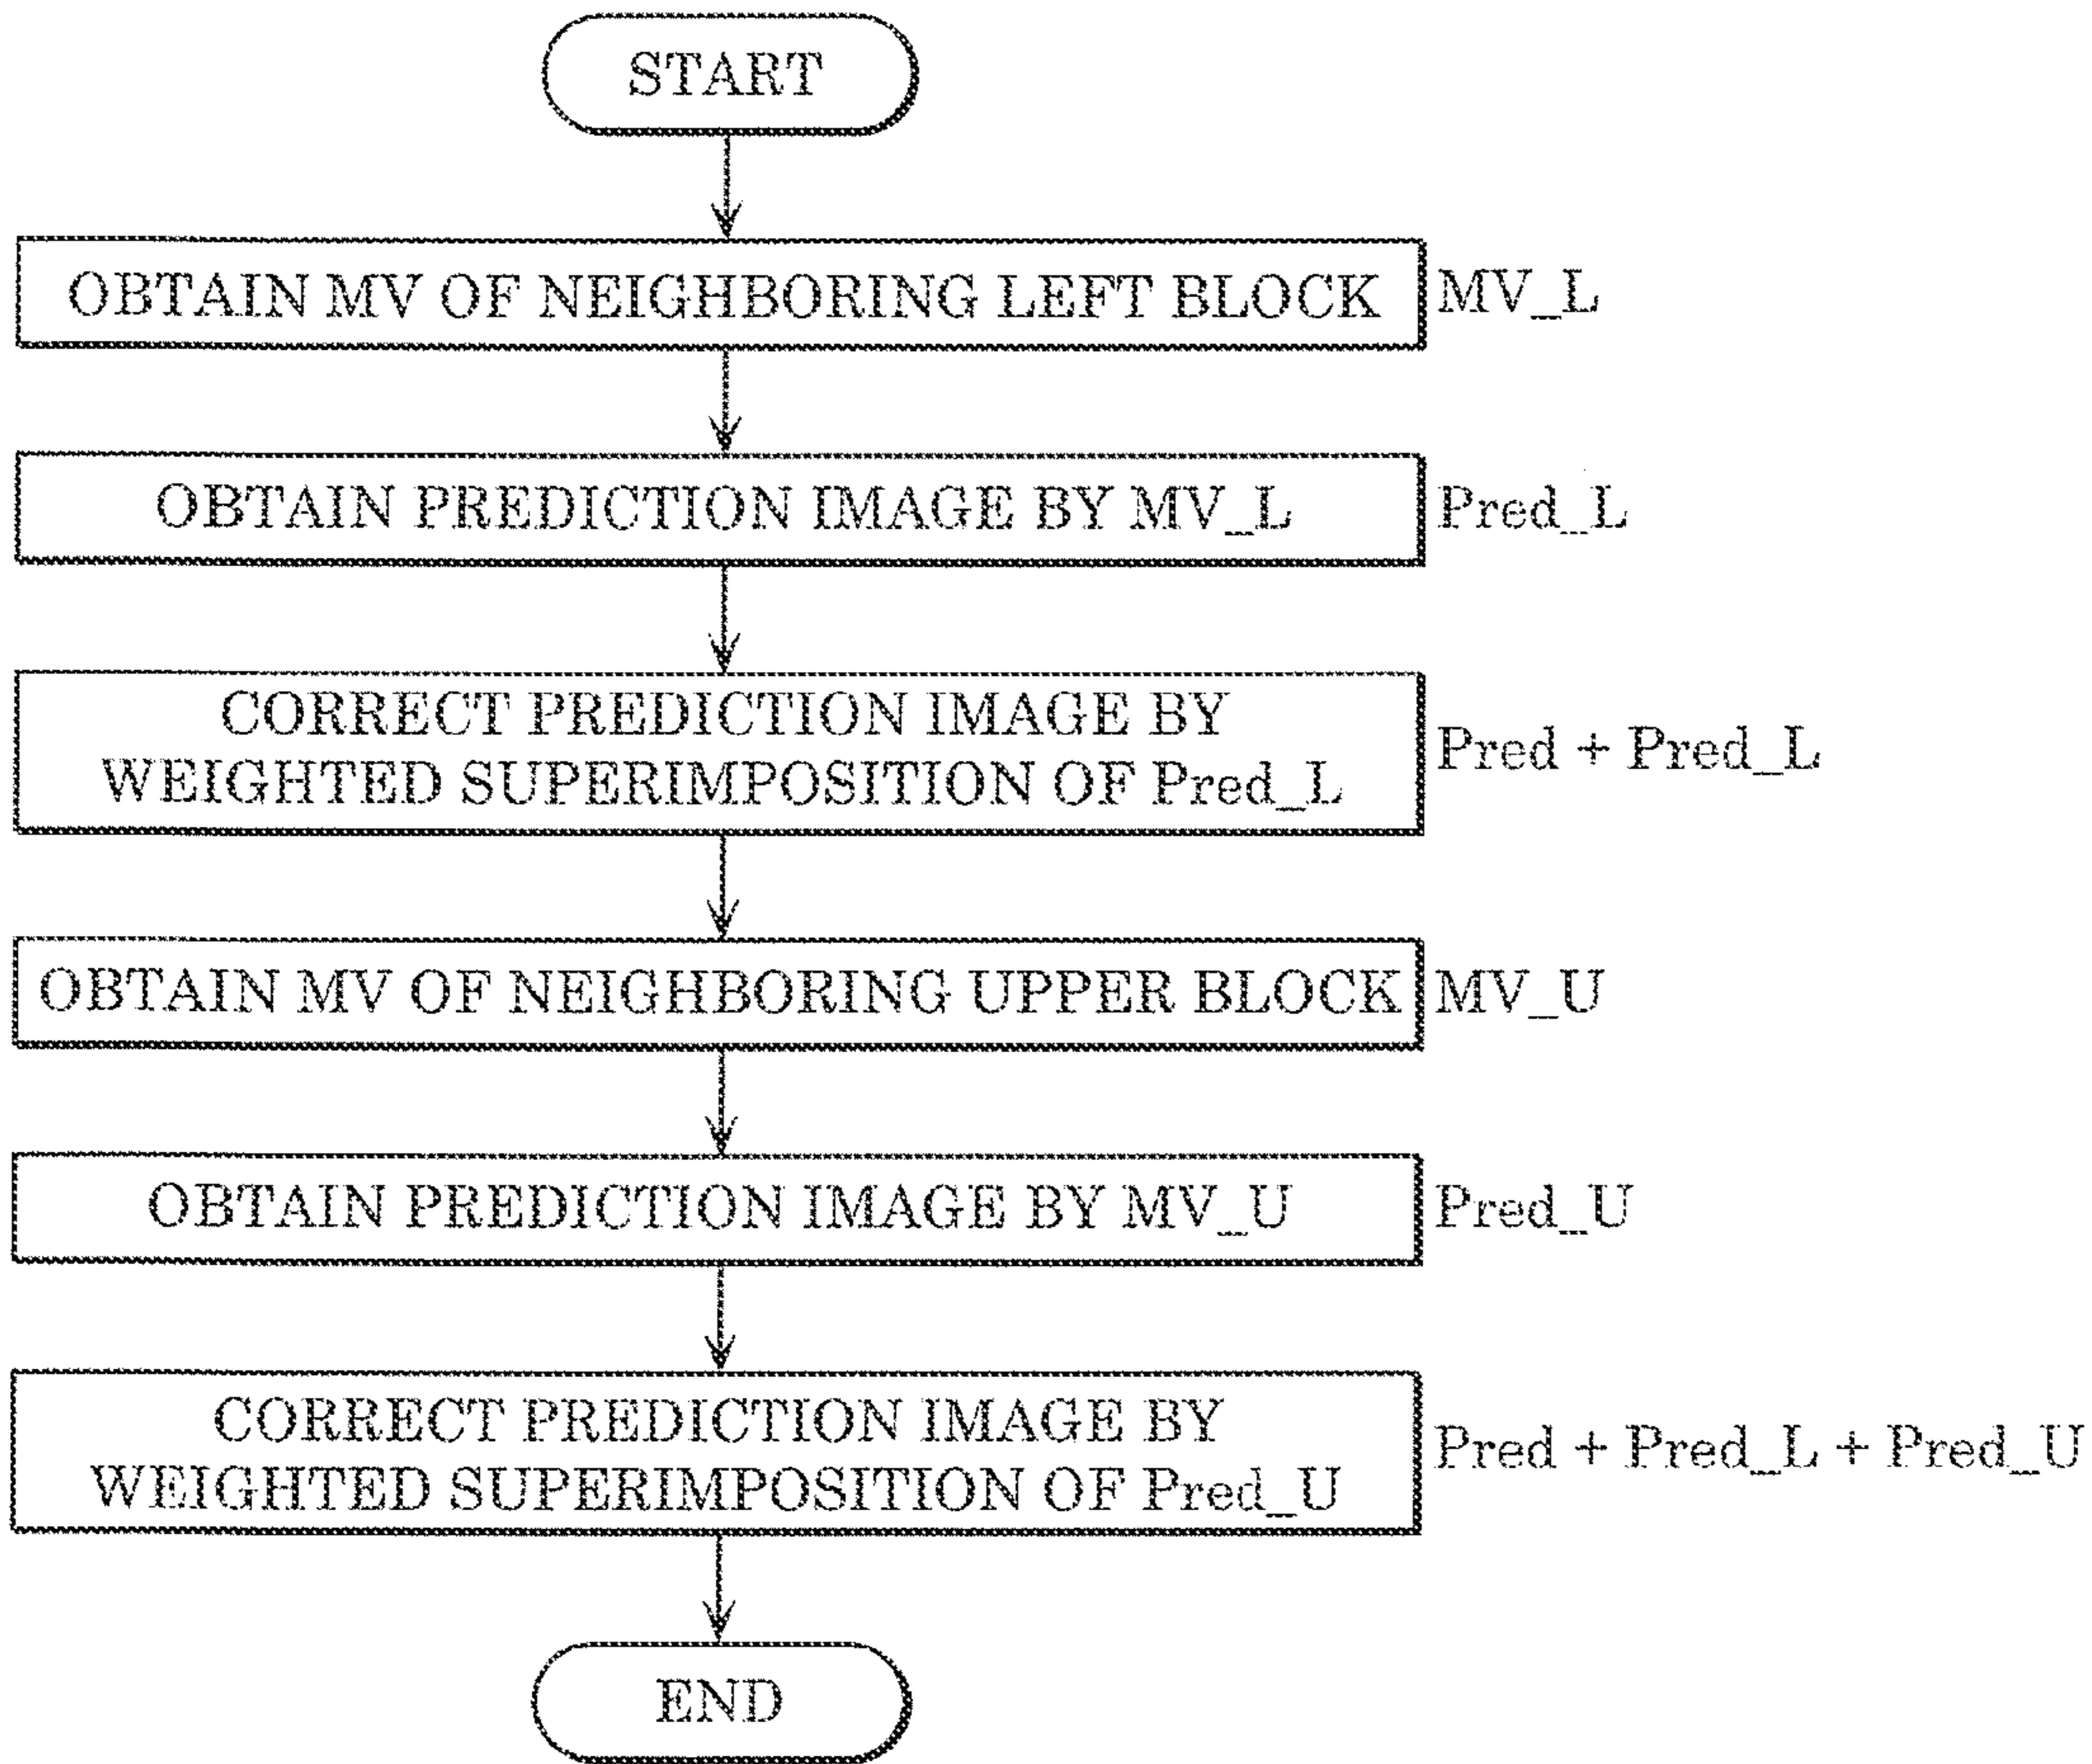 START
OBTAIN MV OF NEIGHBORING LEFT BLOCK MV_L
OBTAIN PREDICTION IMAGE BY MV_L Pred_L
CORRECT PREDICTION IMAGE BY
WEIGHTED SUPERIMPOSITION OF Pred_L
Pred + Pred_L
OBTAIN MV OF NEIGHBORING UPPER BLOCK MV_U
OBTAIN PREDICTION IMAGE BY MV_U Pred_U
CORRECT PREDICTION IMAGE BY
WEIGHTED SUPERIMPOSITION OF Pred_U
Pred + Pred_L + Pred_U
END